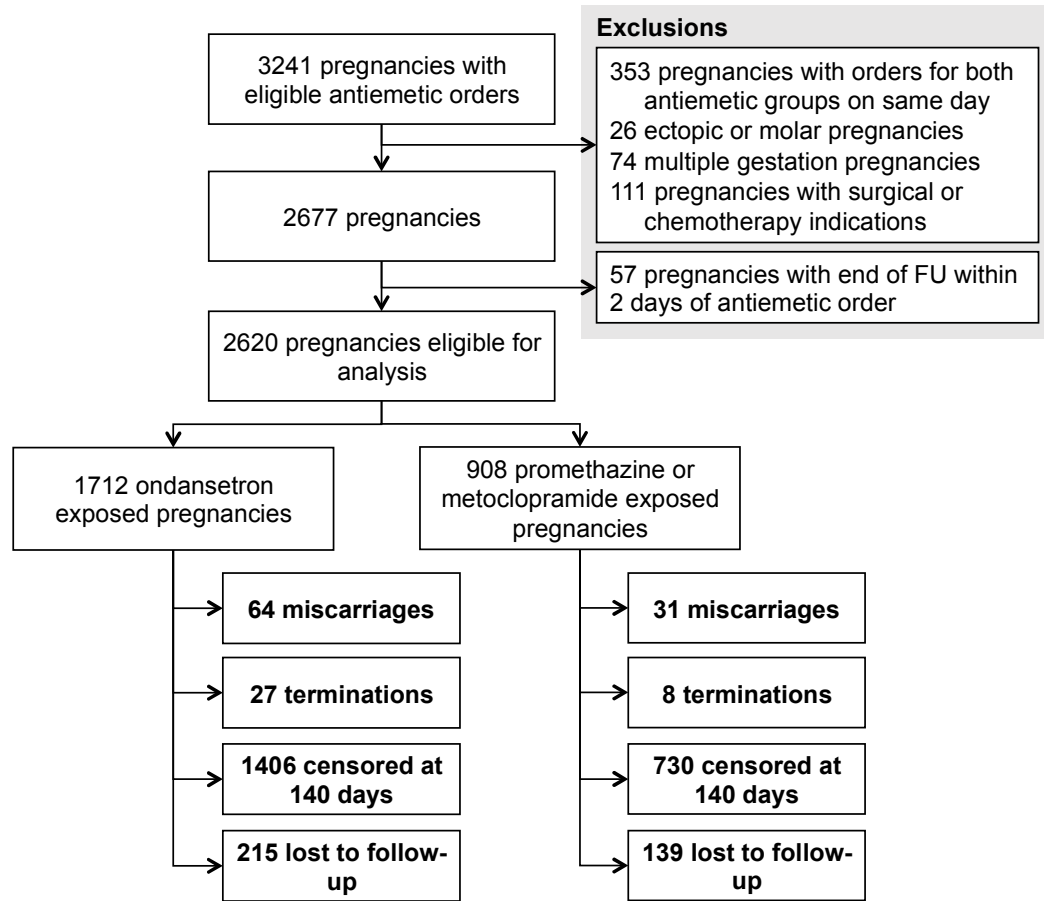 Exclusions
3241 pregnancies with
eligible antiemetic orders
353 pregnancies with orders for both
antiemetic groups on same day
26 ectopic or molar pregnancies
74 multiple gestation pregnancies
111 pregnancies with surgical or
chemotherapy indications
2677 pregnancies
57 pregnancies with end of FU within
2 days of antiemetic order
2620 pregnancies eligible for
analysis
1712 ondansetron
exposed pregnancies
908 promethazine or
metoclopramide exposed
pregnancies
64 miscarriages
31 miscarriages
27 terminations
8 terminations
1406 censored at
140 days
730 censored at
140 days
215 lost to follow-
up
139 lost to follow-
up